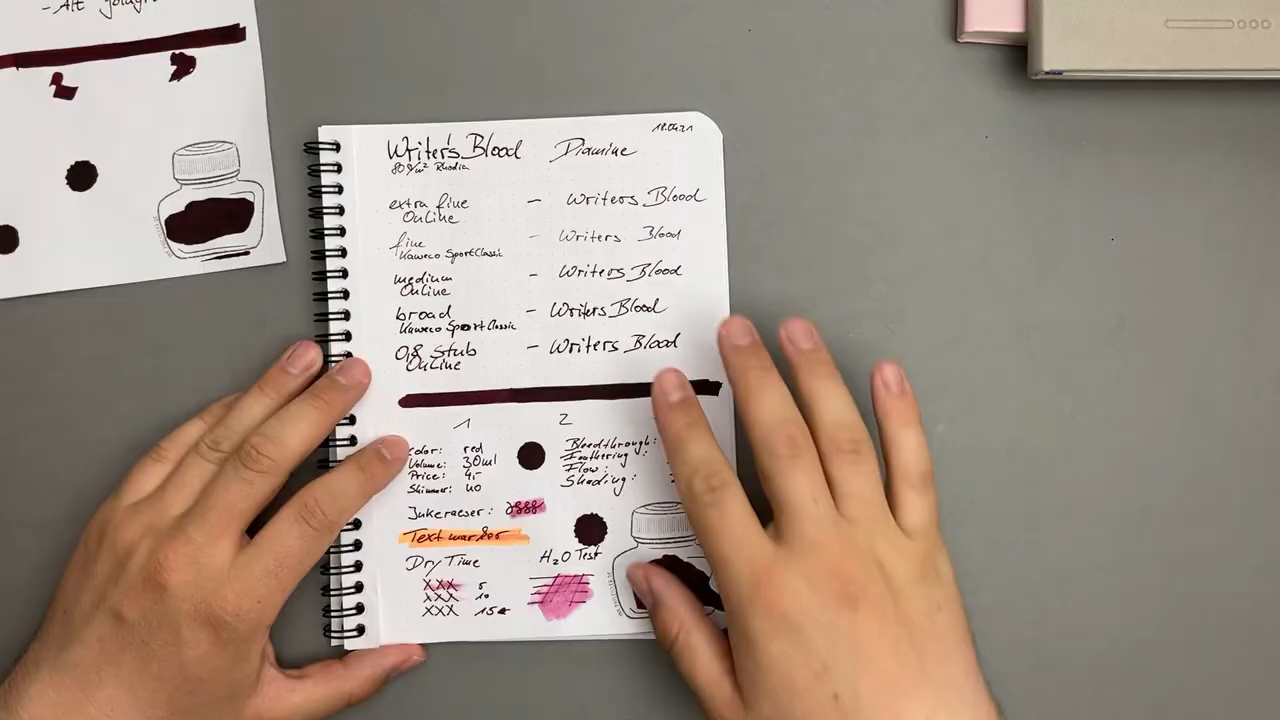 - Alt
18.04.21
Writer's Blood Diamine
80g/m² Rhodia
extra fine - Writers Blood
Online
fine - Writers Blood
Kaweco Sport Classic
medium - Writers Blood
Online
broad - Writers Blood
Kaweco Sport Classic
0,8 Stub - Writers Blood
Online
1 2
Color: red
Volume: 30ml
Price: 4,-
Shimmer: no
Bleedthrough:
Feathering:
Flow:
Shading:
Inkeraeser:
Textmarker
Dry Time
XXX 5
XXX 10
XXX 15
H₂O Test